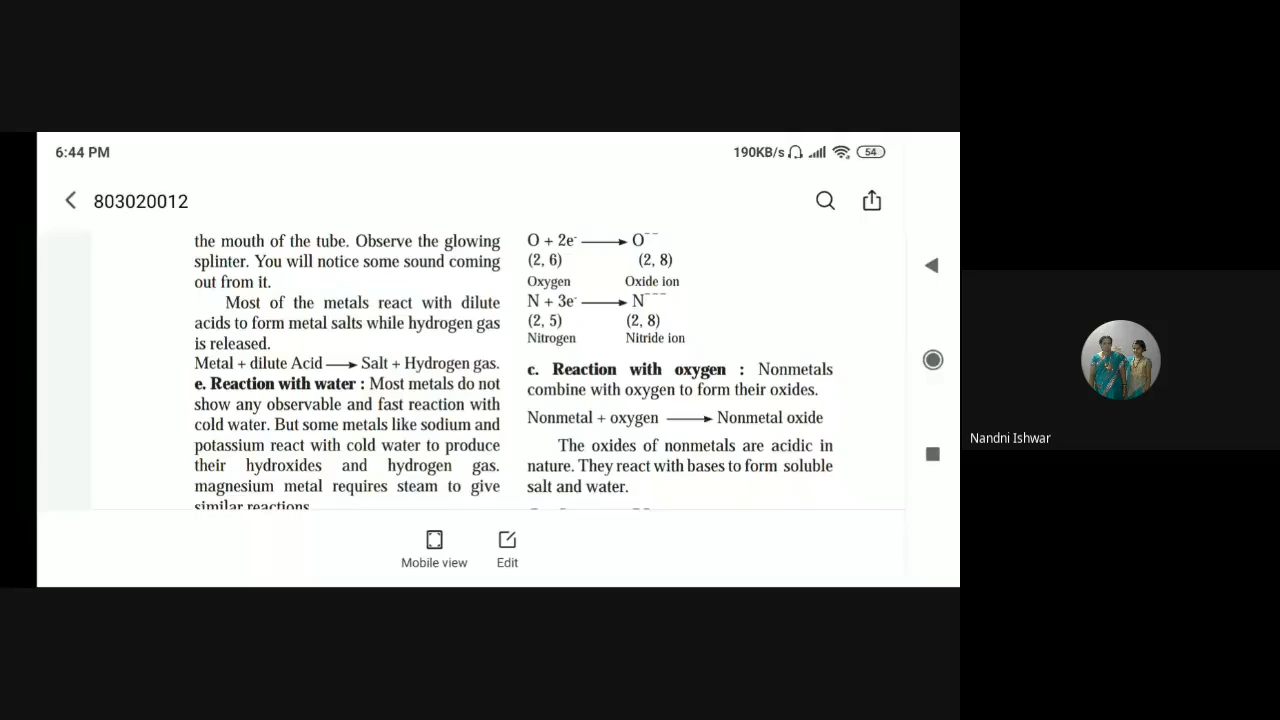 6:44 PM
190KB/s
54
803020012
the mouth of the tube. Observe the glowing
splinter. You will notice some sound coming
out from it.
Most of the metals react with dilute
acids to form metal salts while hydrogen gas
is released.
Metal + dilute Acid ⟶ Salt + Hydrogen gas.
e. Reaction with water : Most metals do not
show any observable and fast reaction with
cold water. But some metals like sodium and
potassium react with cold water to produce
their hydroxides and hydrogen gas.
magnesium metal requires steam to give
similar reactions
O + 2e⁻ ⟶ O⁻⁻
(2, 6) (2, 8)
Oxygen Oxide ion
N + 3e⁻ ⟶ N⁻⁻⁻
(2, 5) (2, 8)
Nitrogen Nitride ion
c. Reaction with oxygen : Nonmetals
combine with oxygen to form their oxides.
Nonmetal + oxygen ⟶ Nonmetal oxide
The oxides of nonmetals are acidic in
nature. They react with bases to form soluble
salt and water.
Mobile view
Edit
Nandni Ishwar